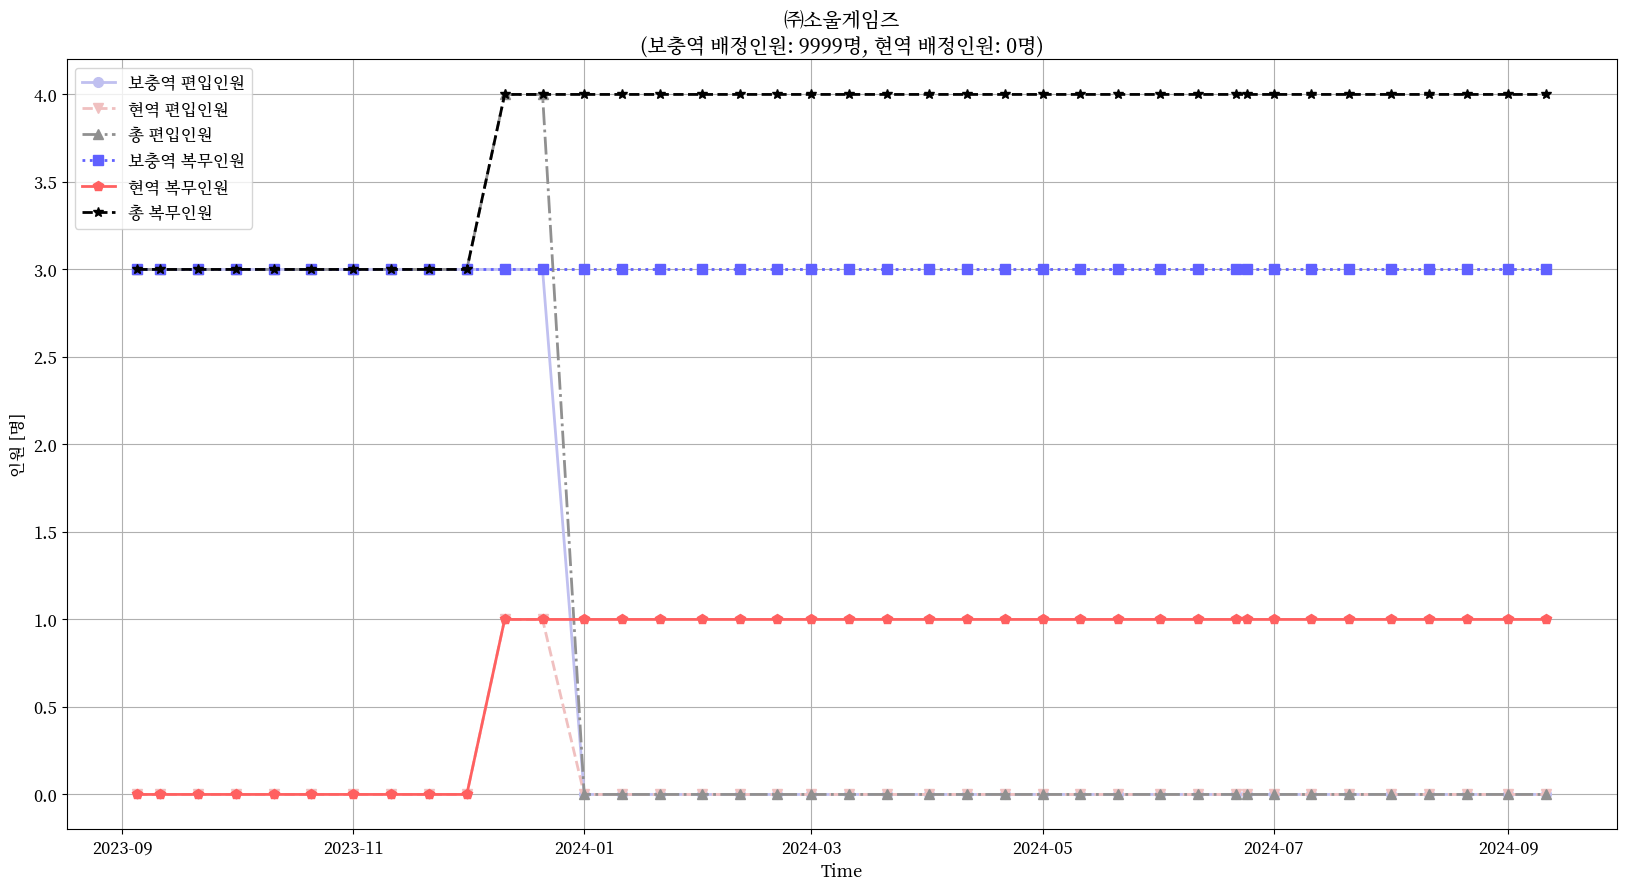 ㈜소울게임즈
(보충역 배정인원: 9999명, 현역 배정인원: 0명)
보충역 편입인원
현역 편입인원
총 편입인원
보충역 복무인원
현역 복무인원
총 복무인원
인원 [명]
4.0
3.5
3.0
2.5
2.0
1.5
1.0
0.5
0.0
2023-09
2023-11
2024-01
2024-03
2024-05
2024-07
2024-09
Time